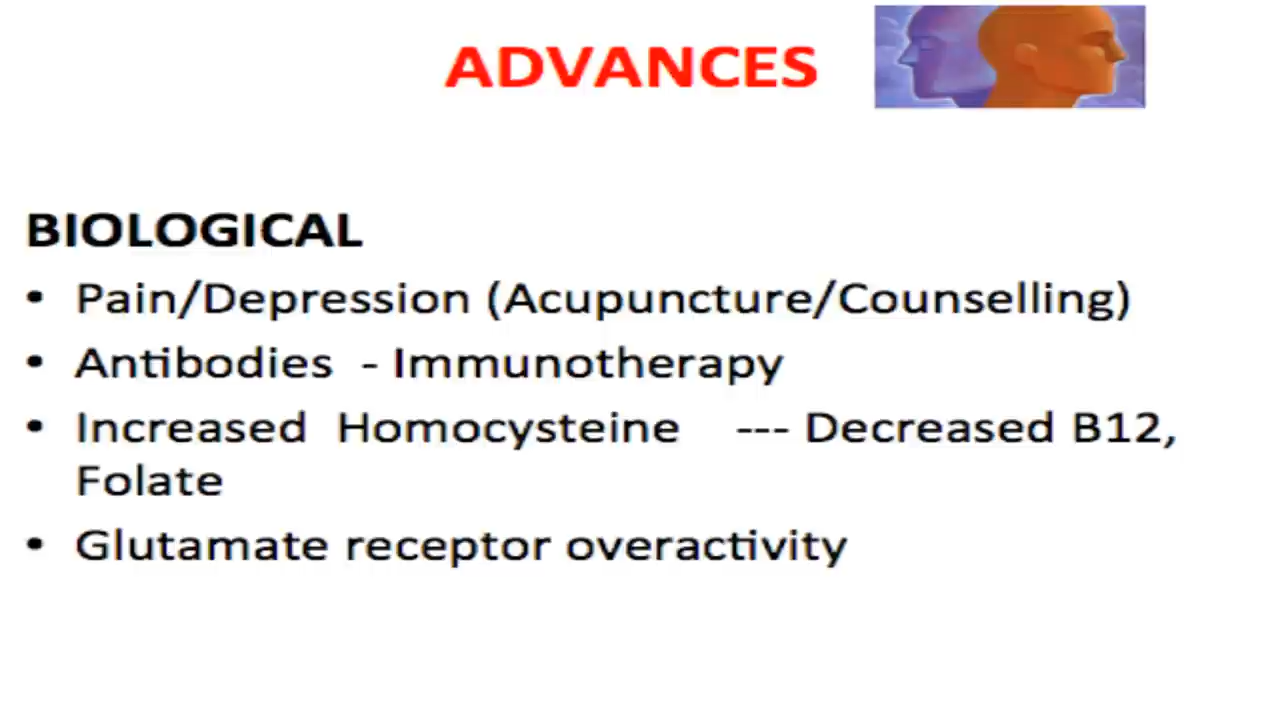 ADVANCES
BIOLOGICAL
• Pain/Depression (Acupuncture/Counselling)
• Antibodies - Immunotherapy
• Increased Homocysteine --- Decreased B12,
Folate
• Glutamate receptor overactivity